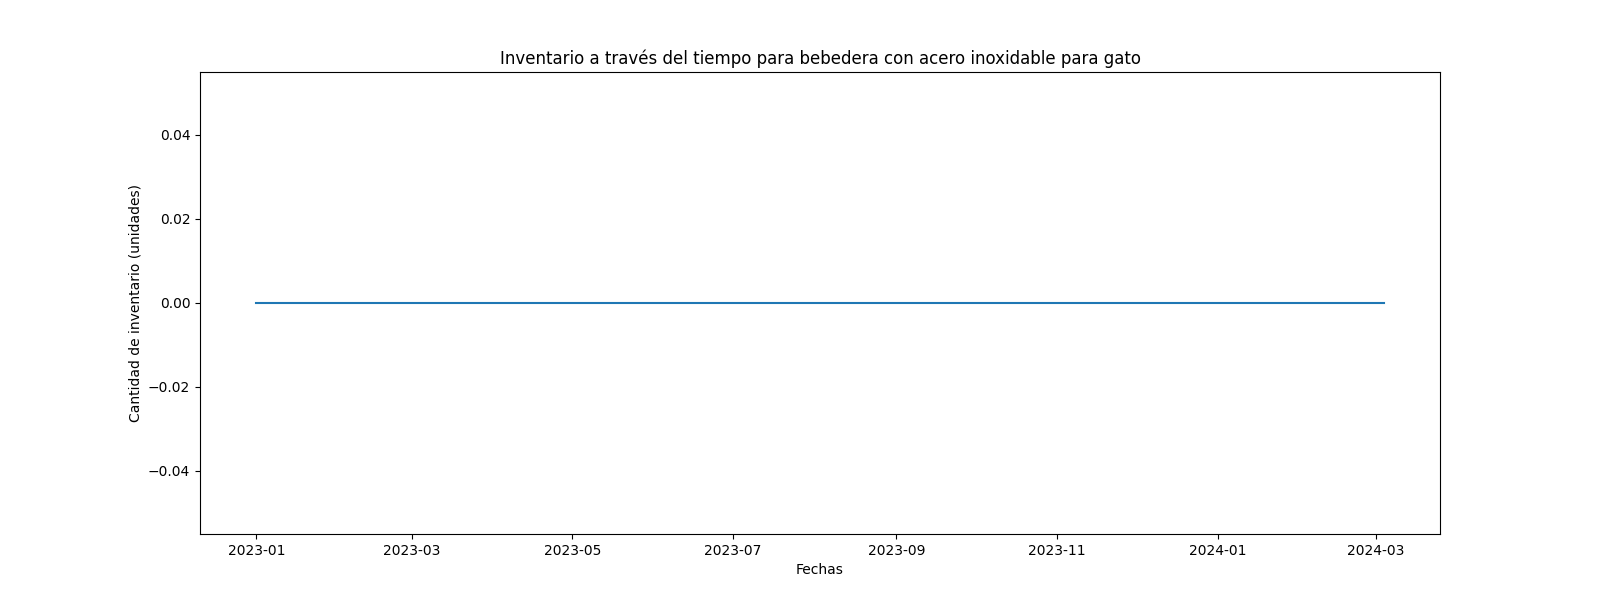 Inventario a través del tiempo para bebedera con acero inoxidable para gato
Cantidad de inventario (unidades)
0.04
0.02
0.00
−0.02
−0.04
2023-01 2023-03 2023-05 2023-07 2023-09 2023-11 2024-01 2024-03
Fechas